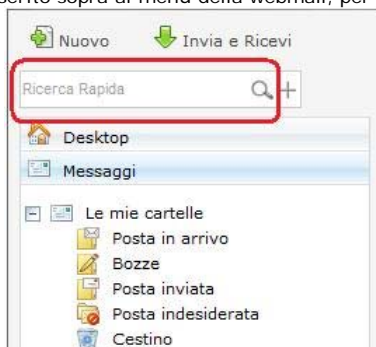 sopra al menu della webmail, per
Nuovo Invia e Ricevi
Ricerca Rapida
Desktop
Messaggi
Le mie cartelle
Posta in arrivo
Bozze
Posta inviata
Posta indesiderata
Cestino